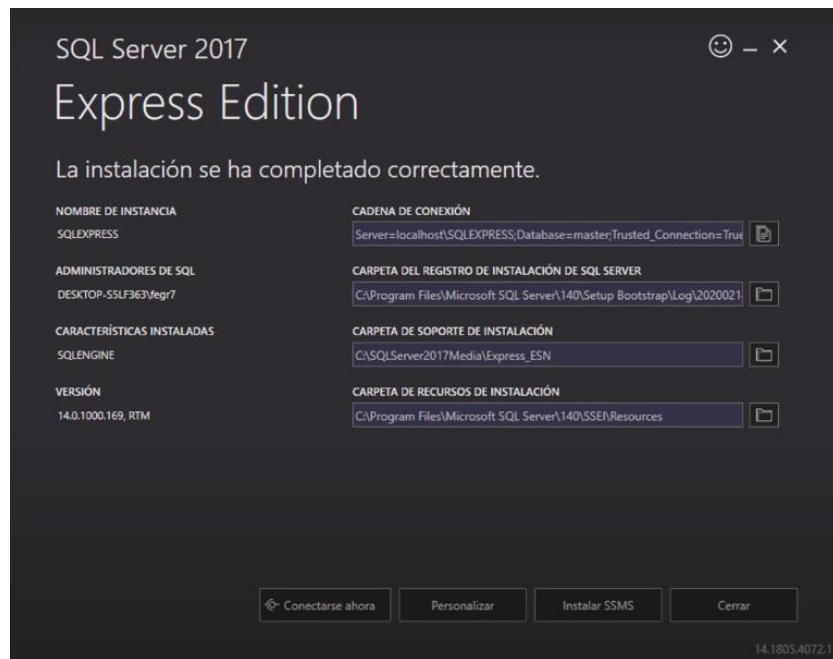 SQL Server 2017
Express Edition
La instalación se ha completado correctamente.
NOMBRE DE INSTANCIA
SQLEXPRESS
CADENA DE CONEXIÓN
Server=localhost\SQLEXPRESS;Database=master;Trusted_Connection=True
ADMINISTRADORES DE SQL
DESKTOP-S5LF363\fegr7
CARPETA DEL REGISTRO DE INSTALACIÓN DE SQL SERVER
C:\Program Files\Microsoft SQL Server\140\Setup Bootstrap\Log\2020021
CARACTERÍSTICAS INSTALADAS
SQLENGINE
CARPETA DE SOPORTE DE INSTALACIÓN
C:\SQLServer2017Media\Express_ESN
VERSIÓN
14.0.1000.169, RTM
CARPETA DE RECURSOS DE INSTALACIÓN
C:\Program Files\Microsoft SQL Server\140\SSEI\Resources
Conectarse ahora
Personalizar
Instalar SSMS
Cerrar
14.1805.4072.1